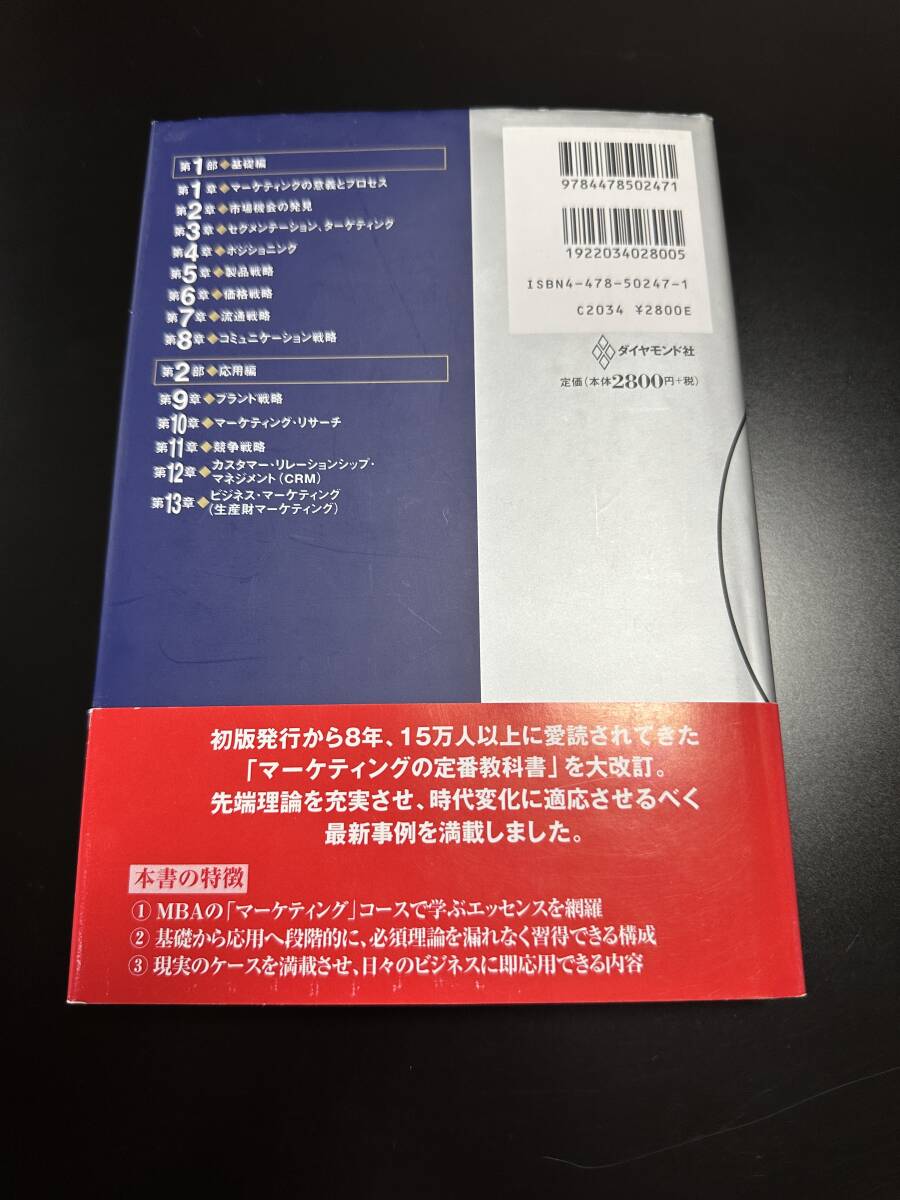 第1部◆基礎編
第1章◆マーケティングの意義とプロセス
第2章◆市場機会の発見
第3章◆セグメンテーション、ターゲティング
第4章◆ポジショニング
第5章◆製品戦略
第6章◆価格戦略
第7章◆流通戦略
第8章◆コミュニケーション戦略
第2部◆応用編
第9章◆ブランド戦略
第10章◆マーケティング・リサーチ
第11章◆競争戦略
第12章◆カスタマー・リレーションシップ・
マネジメント(CRM)
第13章◆ビジネス・マーケティング
(生産財マーケティング)
9784478502471
1922034028005
ISBN4-478-50247-1
C2034 ¥2800E
ダイヤモンド社
定価(本体2800円+税)
初版発行から8年、15万人以上に愛読されてきた
「マーケティングの定番教科書」を大改訂。
先端理論を充実させ、時代変化に適応させるべく
最新事例を満載しました。
本書の特徴
① MBAの「マーケティング」コースで学ぶエッセンスを網羅
② 基礎から応用へ段階的に、必須理論を漏れなく習得できる構成
③ 現実のケースを満載させ、日々のビジネスに即応用できる内容